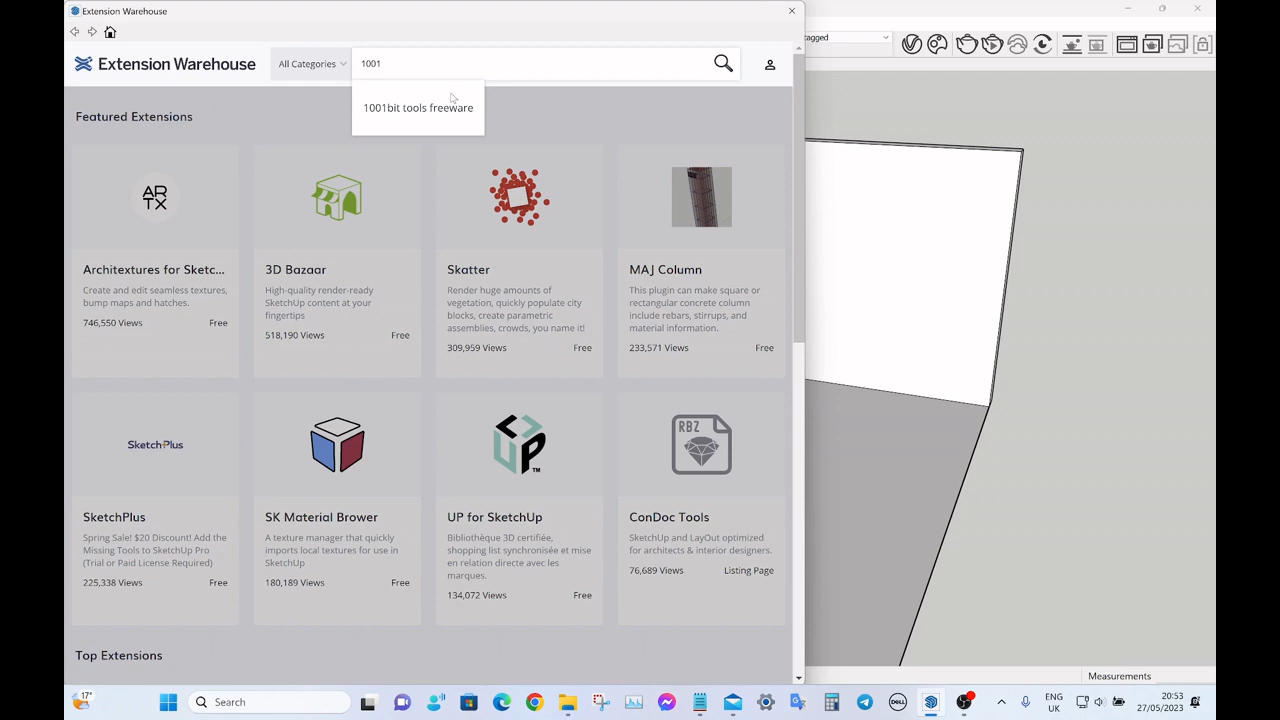 Extension Warehouse
tagged
Extension Warehouse
All Categories
1001
1001bit tools freeware
Featured Extensions
ARTX
Architextures for Sketc...
Create and edit seamless textures,
bump maps and hatches.
746,550 Views
Free
3D Bazaar
High-quality render-ready
SketchUp content at your
fingertips
518,190 Views
Free
Skatter
Render huge amounts of
vegetation, quickly populate city
blocks, create parametric
assemblies, crowds, you name it!
309,959 Views
Free
MAJ Column
This plugin can make square or
rectangular concrete column
include rebars, stirrups, and
material information.
233,571 Views
Free
SketchPlus
SketchPlus
Spring Sale! $20 Discount! Add the
Missing Tools to SketchUp Pro
(Trial or Paid License Required)
225,338 Views
Free
SK Material Brower
A texture manager that quickly
imports local textures for use in
SketchUp
180,189 Views
Free
UP
TM
UP for SketchUp
Bibliothèque 3D certifiée,
shopping list synchronisée et mise
en relation directe avec les
marques.
134,072 Views
Free
RBZ
ConDoc Tools
SketchUp and LayOut optimized
for architects & interior designers.
76,689 Views
Listing Page
Top Extensions
Measurements
17°
Search
DELL
ENG
UK
20:53
27/05/2023